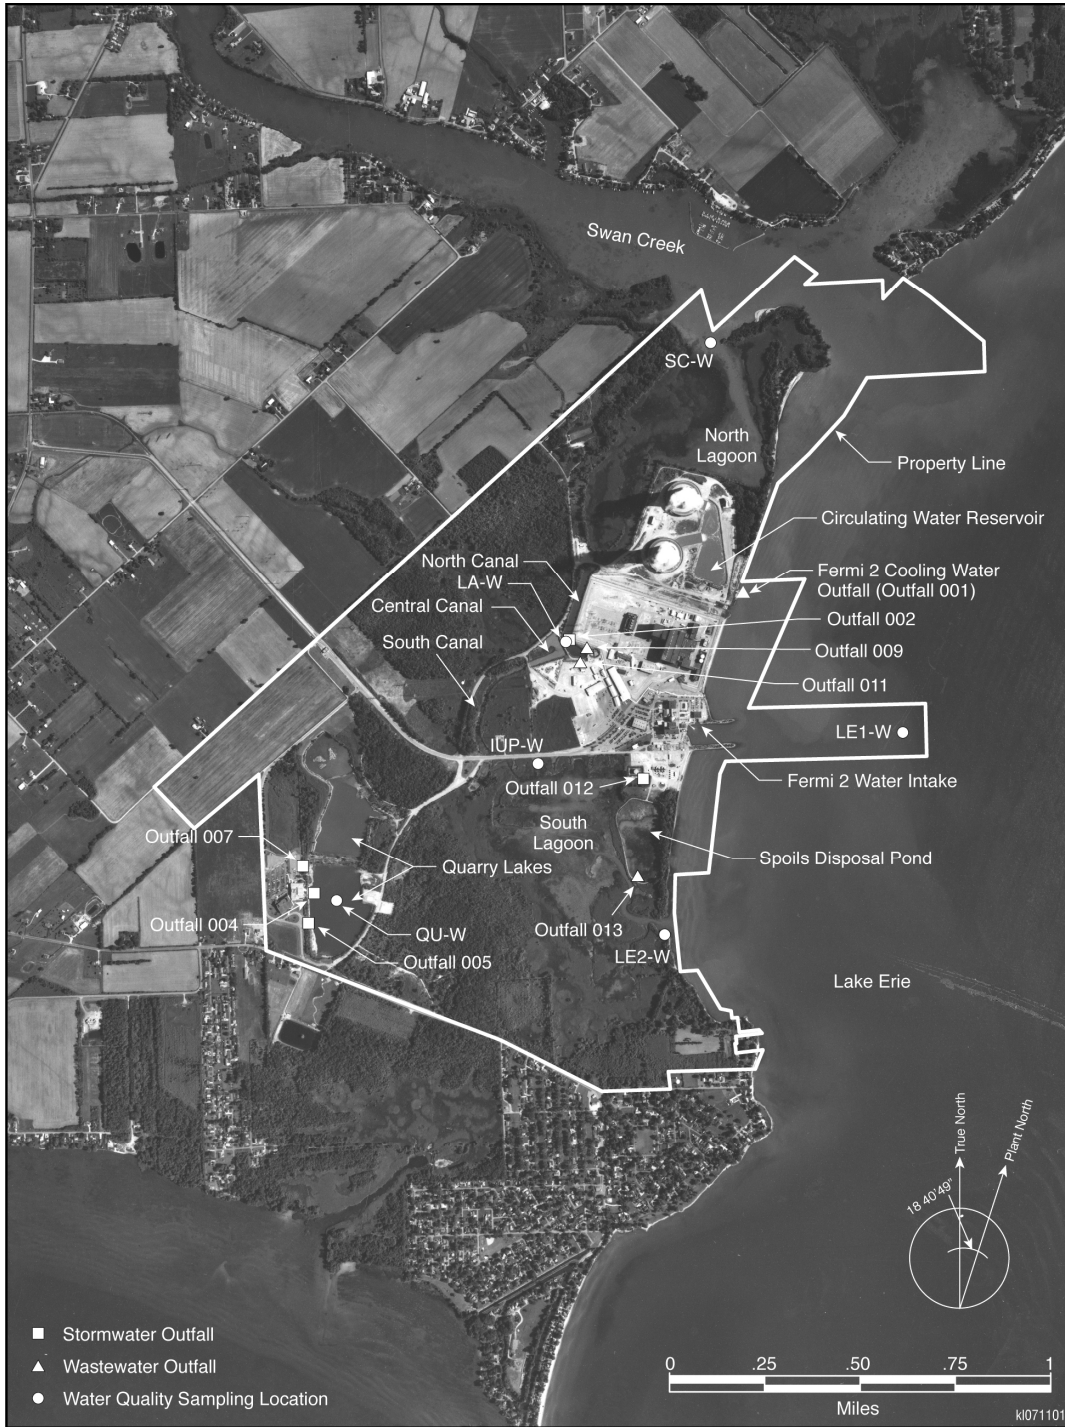 Swan Creek
SC-W
North
Lagoon
Property Line
Circulating Water Reservoir
North Canal
LA-W
Central Canal
South Canal
Fermi 2 Cooling Water
Outfall (Outfall 001)
Outfall 002
Outfall 009
Outfall 011
IUP-W
LE1-W
Outfall 012
Fermi 2 Water Intake
South
Lagoon
Outfall 007
Quarry Lakes
Spoils Disposal Pond
Outfall 004
QU-W
Outfall 013
Outfall 005
LE2-W
Lake Erie
True North
Plant North
18 40'49"
Stormwater Outfall
Wastewater Outfall
Water Quality Sampling Location
0 .25 .50 .75 1
Miles
kl071101